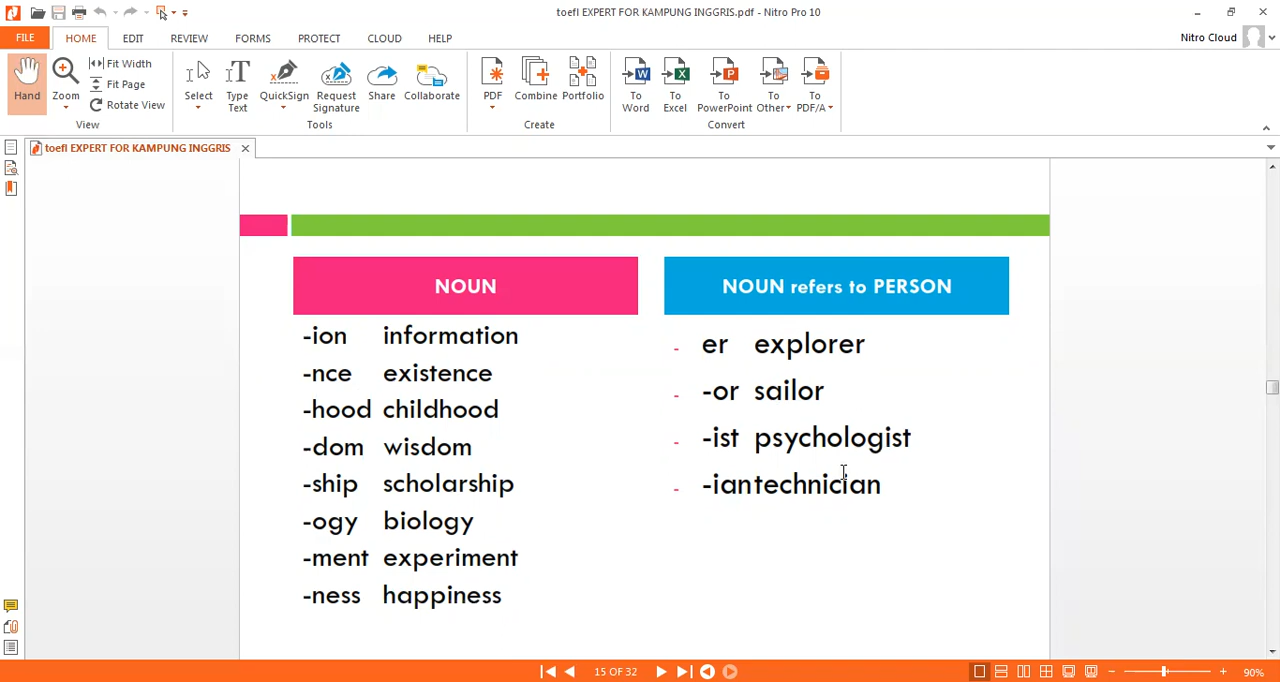 toefl EXPERT FOR KAMPUNG INGGRIS.pdf - Nitro Pro 10
FILE HOME EDIT REVIEW FORMS PROTECT CLOUD HELP
Nitro Cloud
Hand
Zoom
Fit Width
Fit Page
Rotate View
View
Select
Type Text
QuickSign
Request Signature
Share
Collaborate
Tools
PDF
Combine
Portfolio
Create
To Word
To Excel
To PowerPoint
To Other
To PDF/A
Convert
toefl EXPERT FOR KAMPUNG INGGRIS
NOUN
-ion information
-nce existence
-hood childhood
-dom wisdom
-ship scholarship
-ogy biology
-ment experiment
-ness happiness
NOUN refers to PERSON
- er explorer
- -or sailor
- -ist psychologist
- -iantechnician
15 OF 32
90%